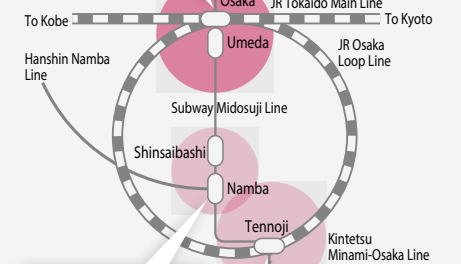 Osaka
JR Tokaido Main Line
To Kobe
To Kyoto
Umeda
JR Osaka
Loop Line
Hanshin Namba
Line
Subway Midosuji Line
Shinsaibashi
Namba
Tennoji
Kintetsu
Minami-Osaka Line